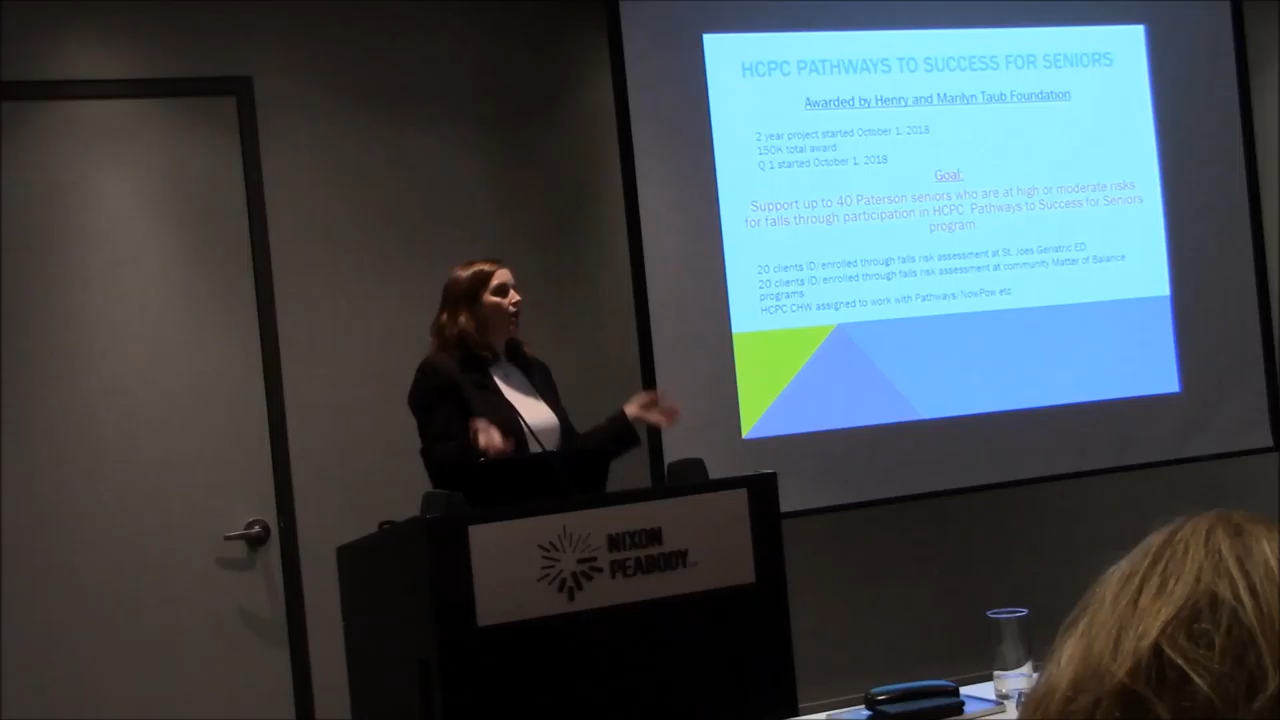 HCPC PATHWAYS TO SUCCESS FOR SENIORS
Awarded by Henry and Marilyn Taub Foundation
2 year project started October 1, 2018
150K total award
Q 1 started October 1, 2018
Goal:
Support up to 40 Paterson seniors who are at high or moderate risks
for falls through participation in HCPC Pathways to Success for Seniors
program
20 clients ID/enrolled through falls risk assessment at St. Joes Geriatric ED
20 clients ID/enrolled through falls risk assessment at community Matter of Balance
programs
HCPC CHW assigned to work with Pathways/NowPow etc
NIXON
PEABODY